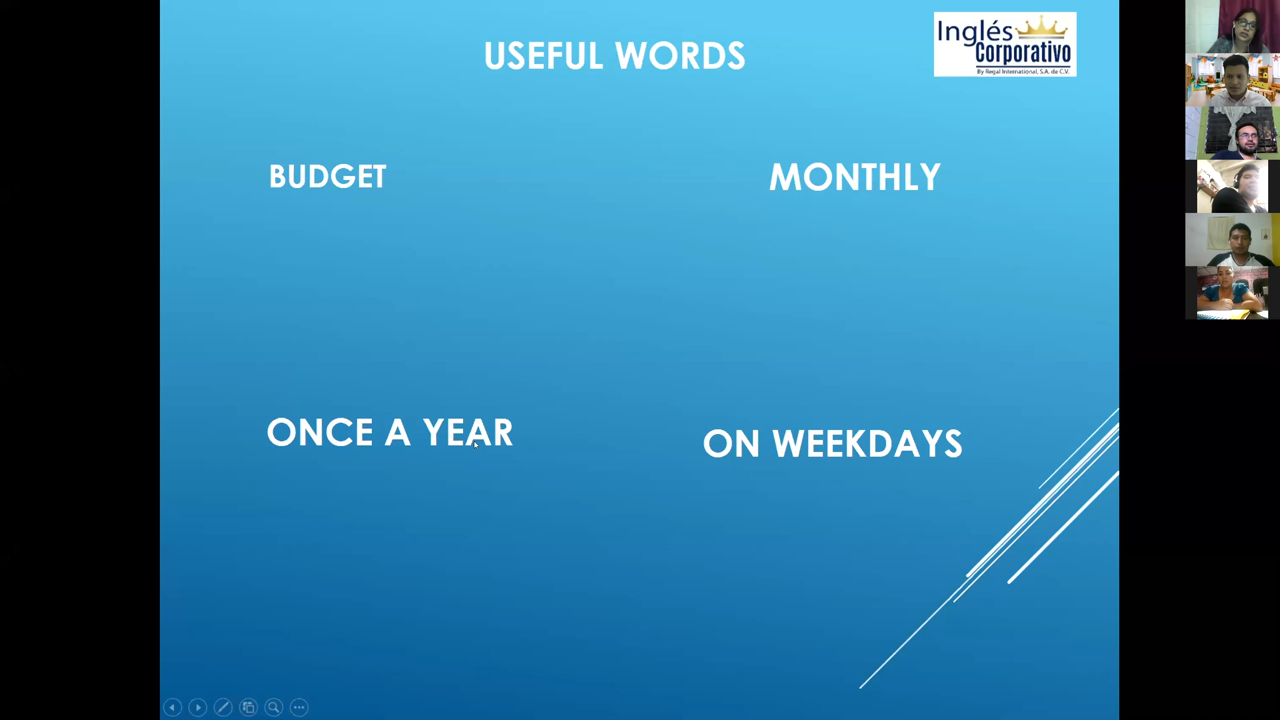 USEFUL WORDS
Inglés
Corporativo
By Regal International, S.A. de C.V.
BUDGET
MONTHLY
ONCE A YEAR
ON WEEKDAYS